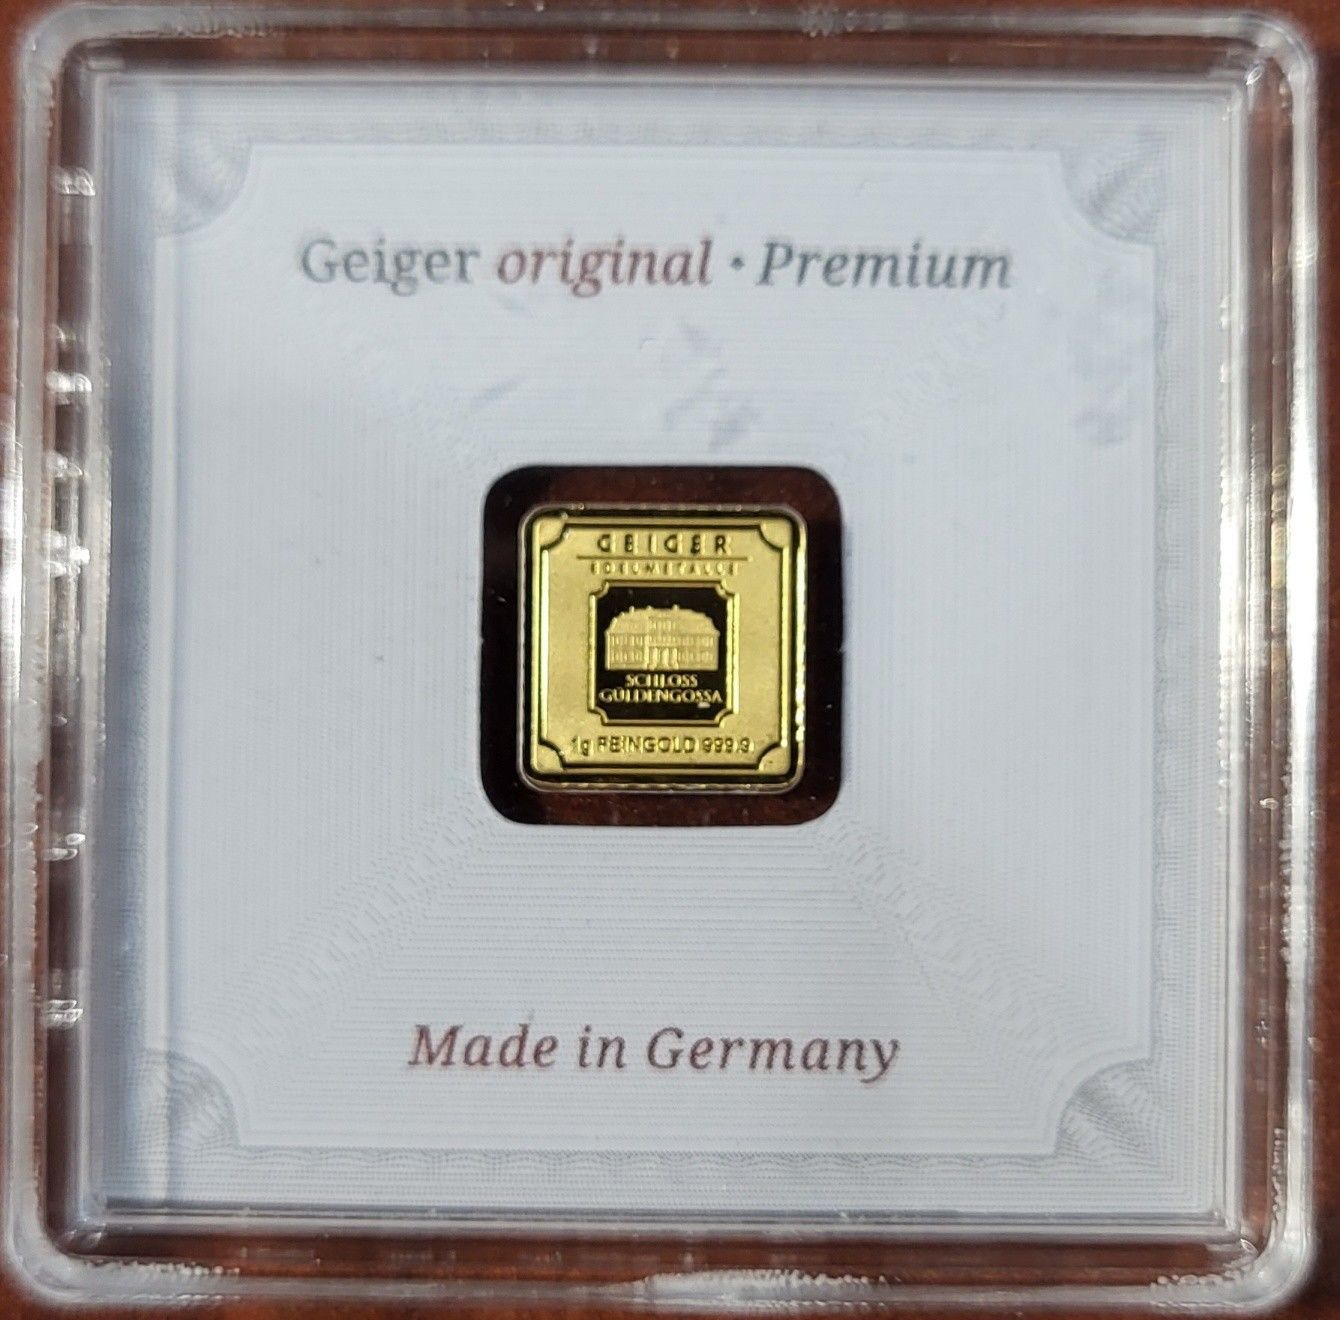 Geiger original • Premium
GEIGER
EDELMETALLE
SCHLOSS
GÜLDENGOSSA
1g FEINGOLD 999.9
Made in Germany